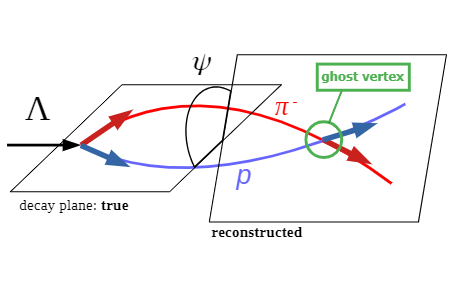 ψ
ghost vertex
Λ
π-
p
decay plane: true
reconstructed